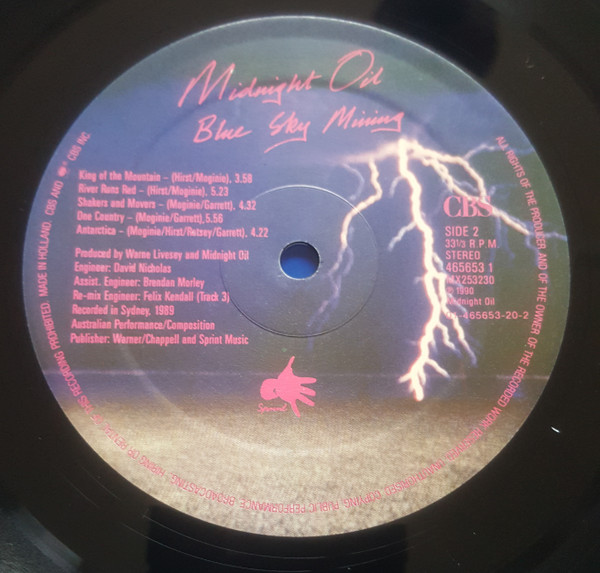 Midnight Oil
Blue Sky Mining
King of the Mountain – (Hirst/Moginie), 3.58
River Runs Red – (Hirst/Moginie), 5.23
Shakers and Movers – (Moginie/Garrett), 4.32
One Country – (Moginie/Garrett), 5.56
Antarctica – (Moginie/Hirst/Rotsey/Garrett), 4.22
Produced by Warne Livesey and Midnight Oil
Engineer: David Nicholas
Assist. Engineer: Brendan Morley
Re-mix Engineer: Felix Kendall (Track 3)
Recorded in Sydney, 1989
Australian Performance/Composition
Publisher: Warner/Chappell and Sprint Music
CBS
SIDE 2
33⅓ R.P.M.
STEREO
465653 1
253230
℗ 1990
Midnight Oil
465653-20-2
Sprint
ALL RIGHTS OF THE PRODUCER AND OF THE OWNER OF THE RECORDED WORK RESERVED. UNAUTHORISED COPYING, PUBLIC PERFORMANCE, BROADCASTING, HIRING OR RENTAL OF THIS RECORDING PROHIBITED. MADE IN HOLLAND. CBS AND CBS INC